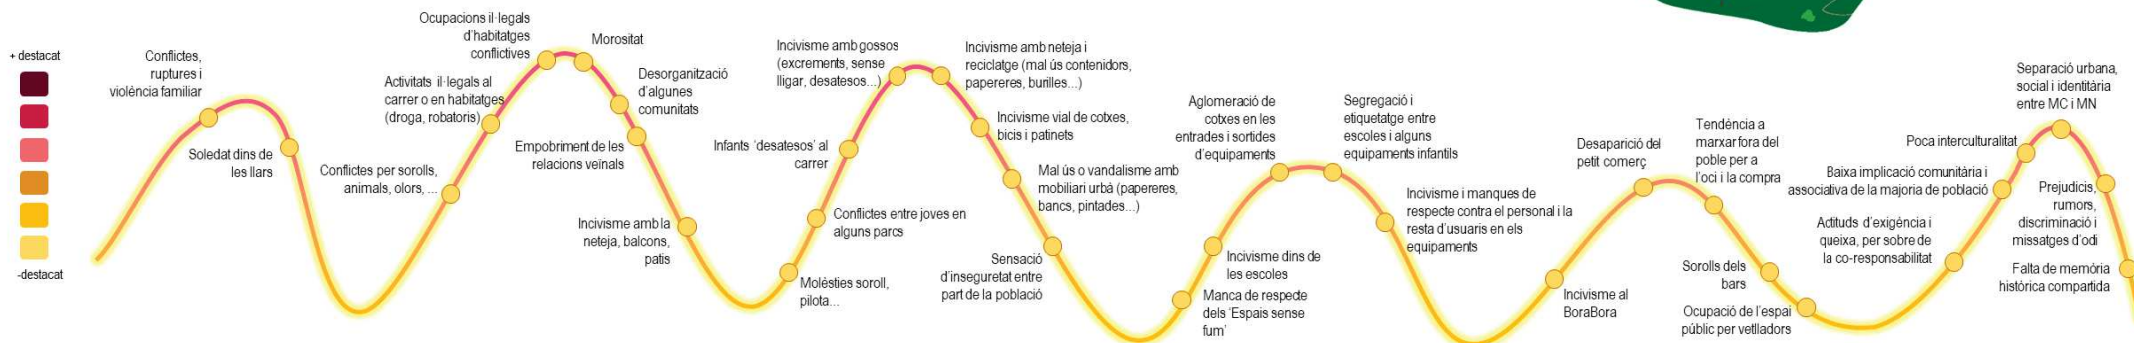 + destacat
-destacat
Conflictes,
ruptures i
violència familiar
Soledat dins de
les llars
Conflictes per sorolls,
animals, olors, ...
Activitats il·legals al
carrer o en habitatges
(droga, robatoris)
Ocupacions il·legals
d'habitatges
conflictives
Morositat
Desorganització
d'algunes
comunitats
Empobriment de les
relacions veïnals
Incivisme amb la
neteja, balcons,
patis
Molèsties soroll,
pilota...
Conflictes entre joves en
alguns parcs
Infants 'desatesos' al
carrer
Incivisme amb gossos
(excrements, sense
lligar, desatesos...)
Incivisme amb neteja i
reciclatge (mal ús contenidors,
papereres, burilles...)
Incivisme vial de cotxes,
bicis i patinets
Mal ús o vandalisme amb
mobiliari urbà (papereres,
bancs, pintades...)
Sensació
d'inseguretat entre
part de la població
Manca de respecte
dels 'Espais sense
fum'
Incivisme dins de
les escoles
Aglomeració de
cotxes en les
entrades i sortides
d'equipaments
Segregació i
etiquetatge entre
escoles i alguns
equipaments infantils
Incivisme i manques de
respecte contra el personal i la
resta d'usuaris en els
equipaments
Incivisme al
BoraBora
Desaparició del
petit comerç
Tendència a
marxar fora del
poble per a
l'oci i la compra
Sorolls dels
bars
Ocupació de l'espai
públic per vetlladors
Actituds d'exigència i
queixa, per sobre de
la co-responsabilitat
Baixa implicació comunitària i
associativa de la majoria de població
Poca interculturalitat
Separació urbana,
social i identitària
entre MC i MN
Prejudicis,
rumors,
discriminació i
missatges d'odi
Falta de memòria
històrica compartida